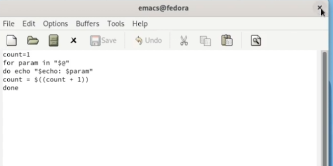 emacs@fedora
File Edit Options Buffers Tools Help
Save Undo
count=1
for param in "$@"
do echo "$echo: $param"
count = $((count + 1))
done